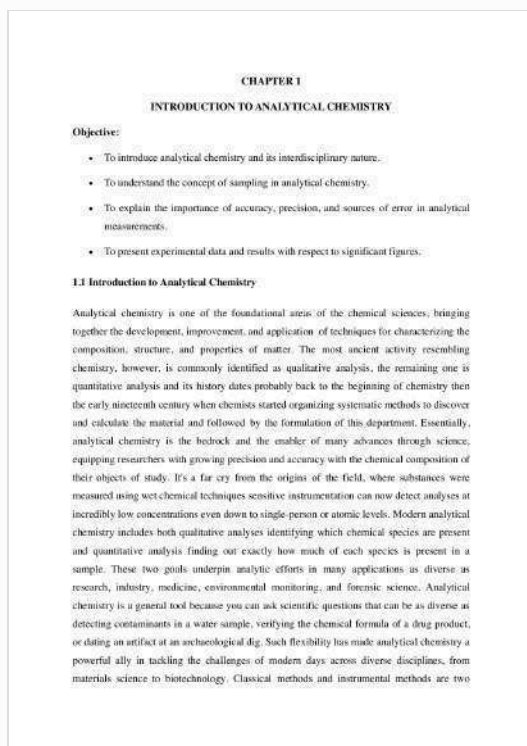 CHAPTER 1
INTRODUCTION TO ANALYTICAL CHEMISTRY
Objective:
• To introduce analytical chemistry and its interdisciplinary nature.
• To understand the concept of sampling in analytical chemistry.
• To explain the importance of accuracy, precision, and sources of error in analytical
measurements.
• To present experimental data and results with respect to significant figures.
1.1 Introduction to Analytical Chemistry
Analytical chemistry is one of the foundational areas of the chemical sciences, bringing
together the development, improvement, and application of techniques for characterizing the
composition, structure, and properties of matter. The most ancient activity resembling
chemistry, however, is commonly identified as qualitative analysis, the remaining one is
quantitative analysis and its history dates probably back to the beginning of chemistry then
the early nineteenth century when chemists started organizing systematic methods to discover
and calculate the material and followed by the formulation of this department. Essentially,
analytical chemistry is the bedrock and the enabler of many advances through science,
equipping researchers with growing precision and accuracy with the chemical composition of
their objects of study. It's a far cry from the origins of the field, where substances were
measured using wet chemical techniques sensitive instrumentation can now detect analyses at
incredibly low concentrations even down to single-person or atomic levels. Modern analytical
chemistry includes both qualitative analyses identifying which chemical species are present
and quantitative analysis finding out exactly how much of each species is present in a
sample. These two goals underpin analytic efforts in many applications as diverse as
research, industry, medicine, environmental monitoring, and forensic science. Analytical
chemistry is a general tool because you can ask scientific questions that can be as diverse as
detecting contaminants in a water sample, verifying the chemical formula of a drug product,
or dating an artifact at an archaeological dig. Such flexibility has made analytical chemistry a
powerful ally in tackling the challenges of modern days across diverse disciplines, from
materials science to biotechnology. Classical methods and instrumental methods are two